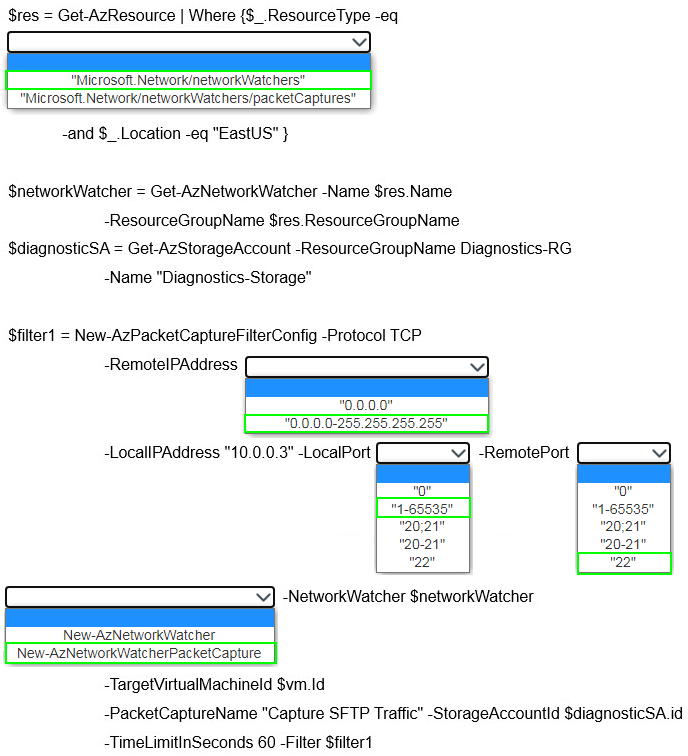 $res = Get-AzResource | Where {$_.ResourceType -eq
"Microsoft.Network/networkWatchers"
"Microsoft.Network/networkWatchers/packetCaptures"
-and $_.Location -eq "EastUS" }
$networkWatcher = Get-AzNetworkWatcher -Name $res.Name
-ResourceGroupName $res.ResourceGroupName
$diagnosticSA = Get-AzStorageAccount -ResourceGroupName Diagnostics-RG
-Name "Diagnostics-Storage"
$filter1 = New-AzPacketCaptureFilterConfig -Protocol TCP
-RemoteIPAddress
"0.0.0.0"
"0.0.0.0-255.255.255.255"
-LocalIPAddress "10.0.0.3" -LocalPort -RemotePort
"0" "0"
"1-65535" "1-65535"
"20;21" "20;21"
"20-21" "20-21"
"22" "22"
-NetworkWatcher $networkWatcher
New-AzNetworkWatcher
New-AzNetworkWatcherPacketCapture
-TargetVirtualMachineId $vm.Id
-PacketCaptureName "Capture SFTP Traffic" -StorageAccountId $diagnosticSA.id
-TimeLimitInSeconds 60 -Filter $filter1